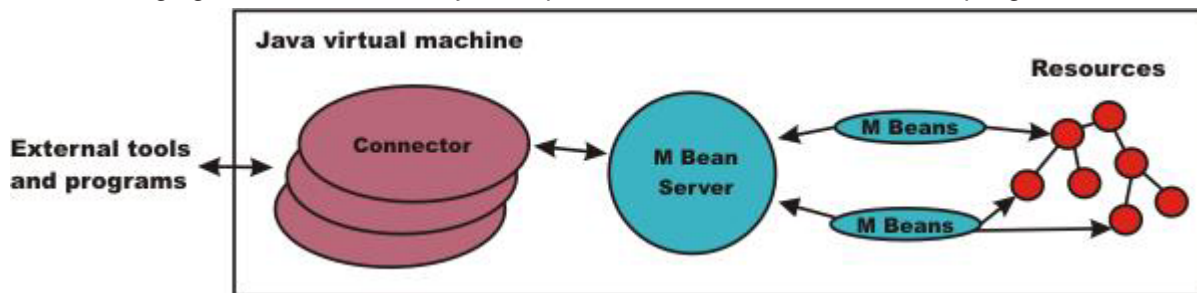 Java virtual machine
Resources
External tools
and programs
Connector
M Bean
Server
M Beans
M Beans